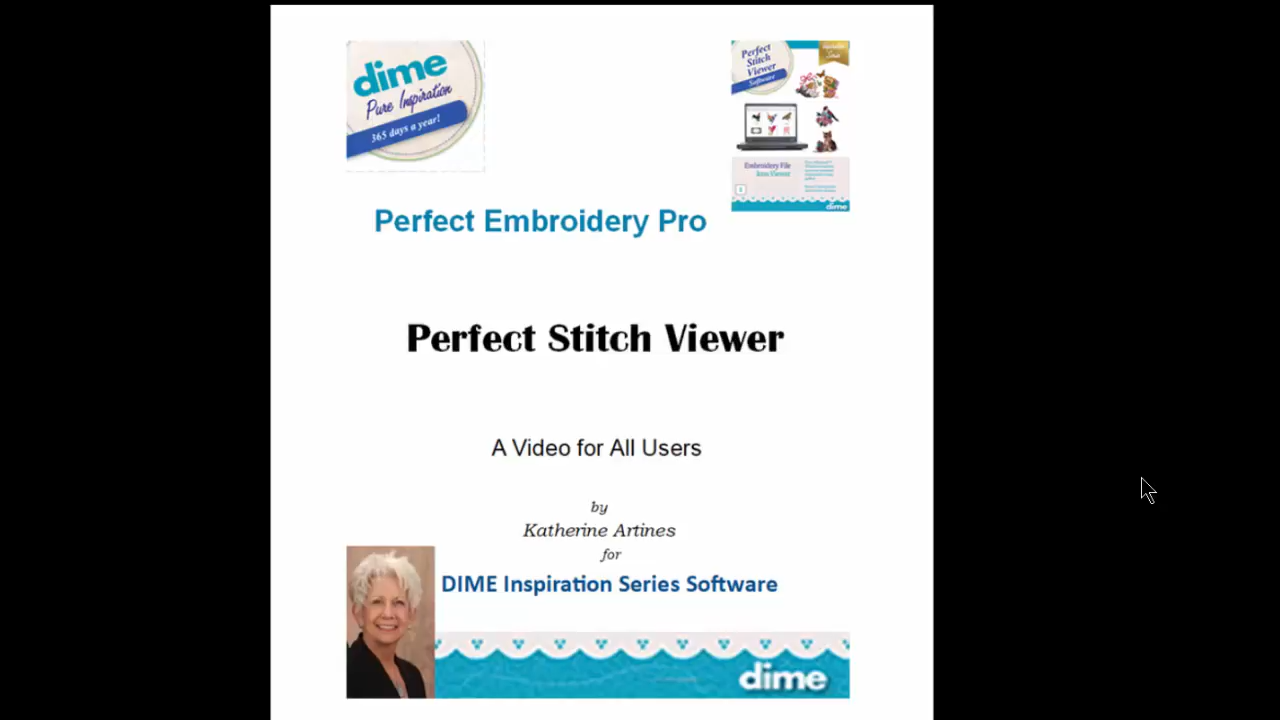 dime
Pure Inspiration
365 days a year!
Perfect
Stitch
Viewer
Software
Embroidery File
Icon Viewer
dime
Perfect Embroidery Pro
Perfect Stitch Viewer
A Video for All Users
by
Katherine Artines
for
DIME Inspiration Series Software
dime